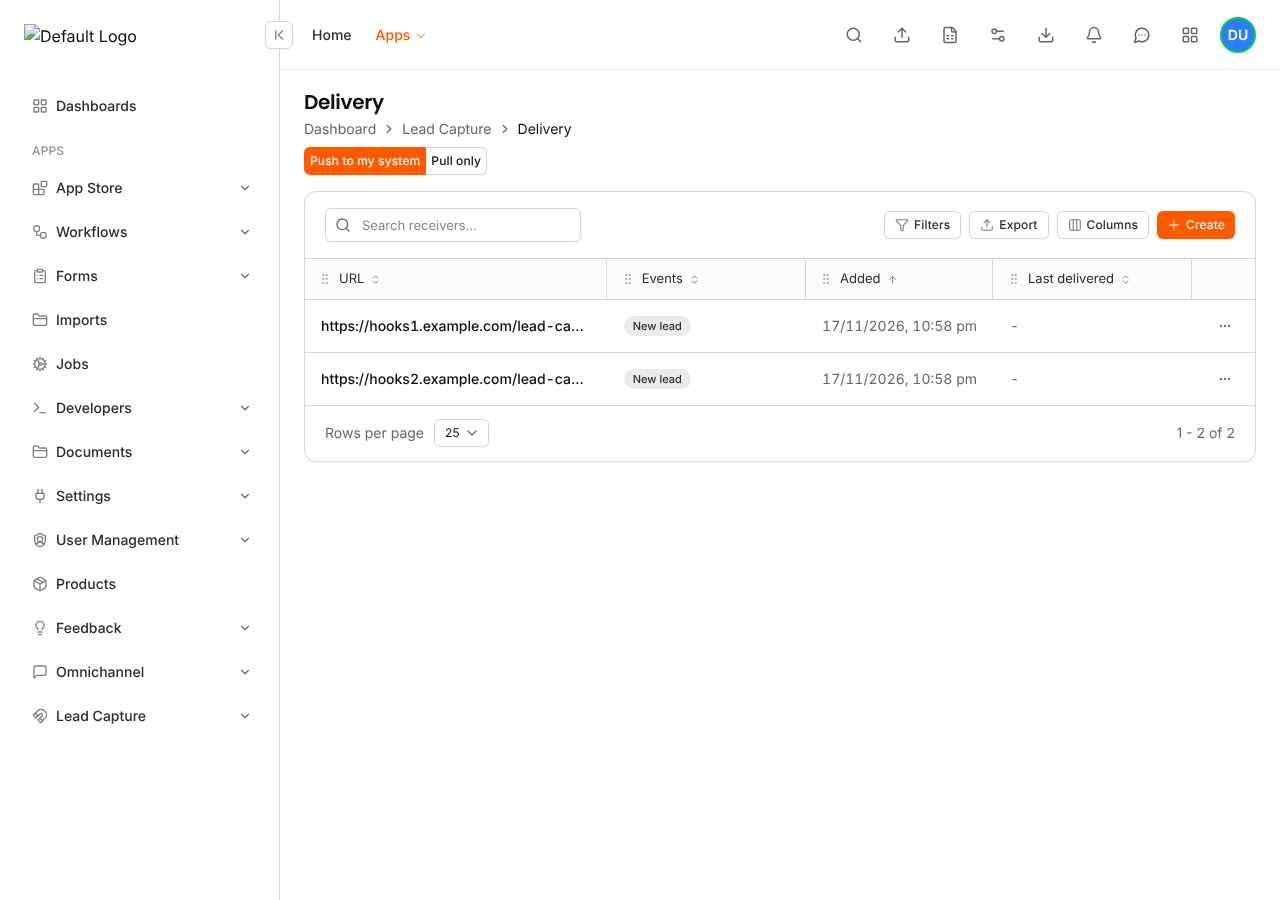 Default Logo
Home
Apps
DU
Dashboards
APPS
App Store
Workflows
Forms
Imports
Jobs
Developers
Documents
Settings
User Management
Products
Feedback
Omnichannel
Lead Capture
Delivery
Dashboard > Lead Capture > Delivery
Push to my system Pull only
Search receivers...
Filters Export Columns + Create
URL Events Added Last delivered
https://hooks1.example.com/lead-ca... New lead 17/11/2026, 10:58 pm -
https://hooks2.example.com/lead-ca... New lead 17/11/2026, 10:58 pm -
Rows per page 25 1 - 2 of 2